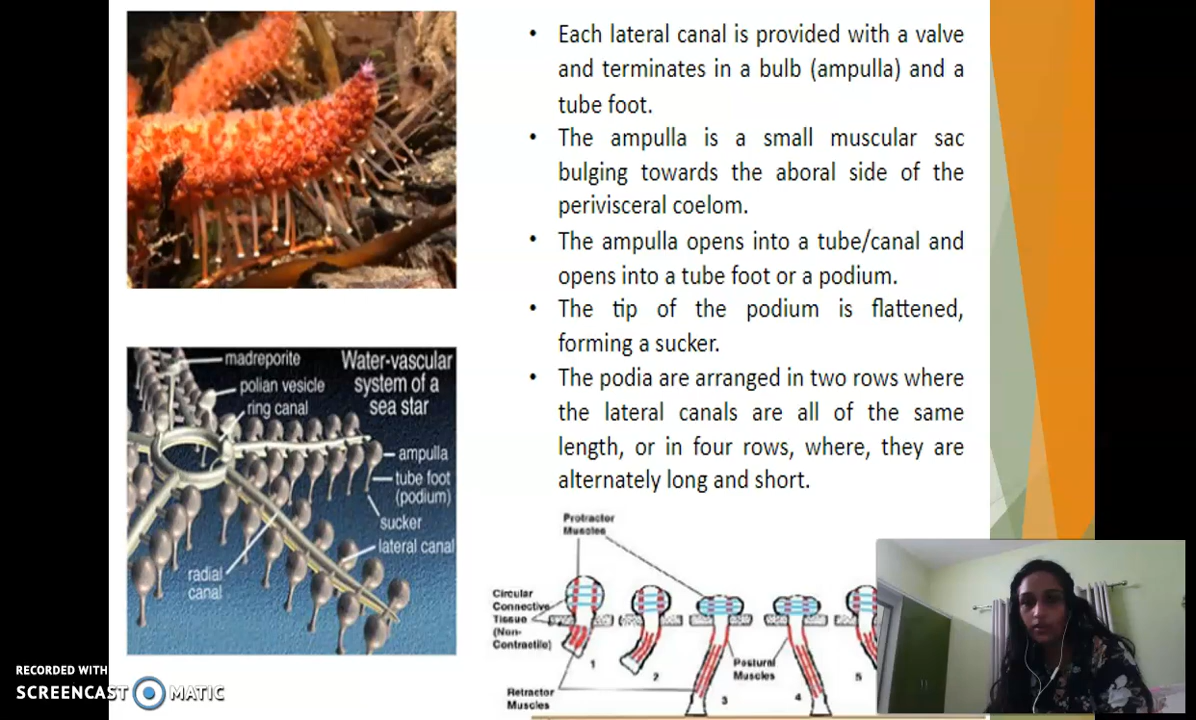 • Each lateral canal is provided with a valve
and terminates in a bulb (ampulla) and a
tube foot.
• The ampulla is a small muscular sac
bulging towards the aboral side of the
perivisceral coelom.
• The ampulla opens into a tube/canal and
opens into a tube foot or a podium.
• The tip of the podium is flattened,
forming a sucker.
• The podia are arranged in two rows where
the lateral canals are all of the same
length, or in four rows, where, they are
alternately long and short.
madreporite
polian vesicle
ring canal
Water-vascular
system of a
sea star
ampulla
tube foot
(podium)
sucker
lateral canal
radial
canal
Protractor
Muscles
Circular
Connective
Tissue
(Non-
Contractile)
Retractor
Muscles
Postural
Muscles
1
2
3
4
5
RECORDED WITH
SCREENCAST MATIC